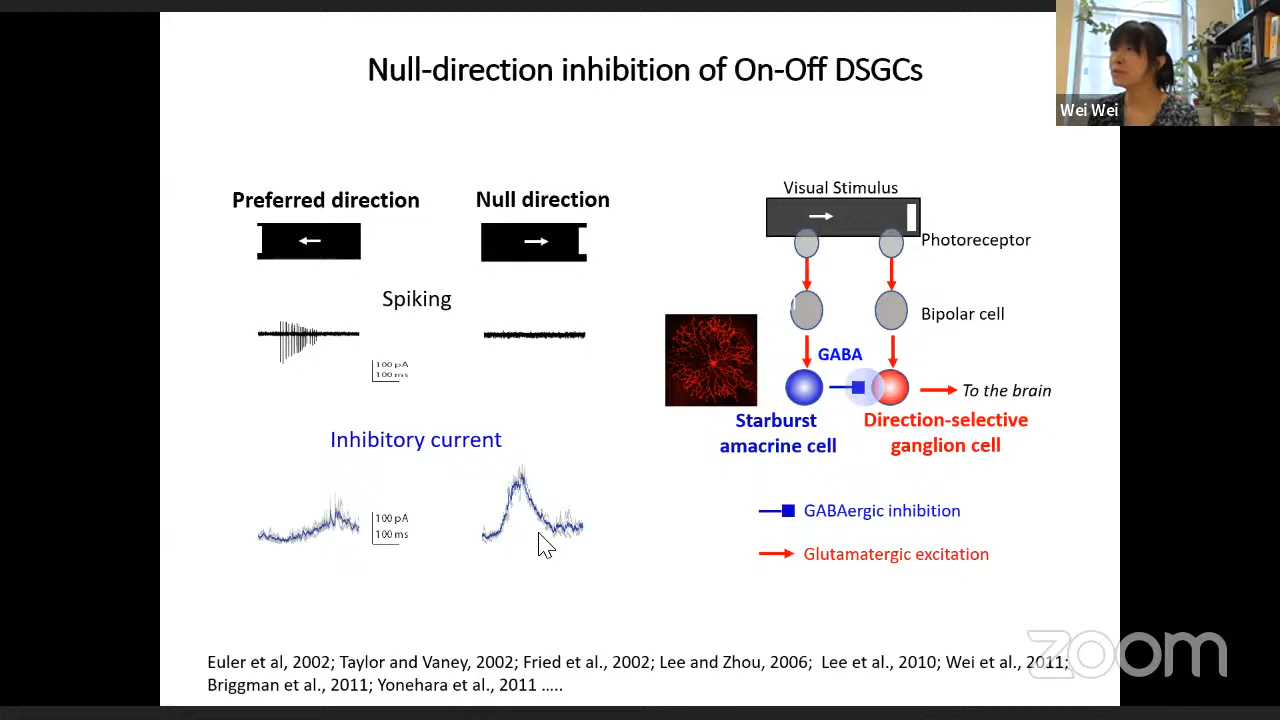 Null-direction inhibition of On-Off DSGCs
Wei Wei
Preferred direction
Null direction
Spiking
100 pA
100 ms
Inhibitory current
100 pA
100 ms
Visual Stimulus
Photoreceptor
Bipolar cell
GABA
To the brain
Starburst
amacrine cell
Direction-selective
ganglion cell
GABAergic inhibition
Glutamatergic excitation
Euler et al, 2002; Taylor and Vaney, 2002; Fried et al., 2002; Lee and Zhou, 2006; Lee et al., 2010; Wei et al., 2011;
Briggman et al., 2011; Yonehara et al., 2011 .....
zoom